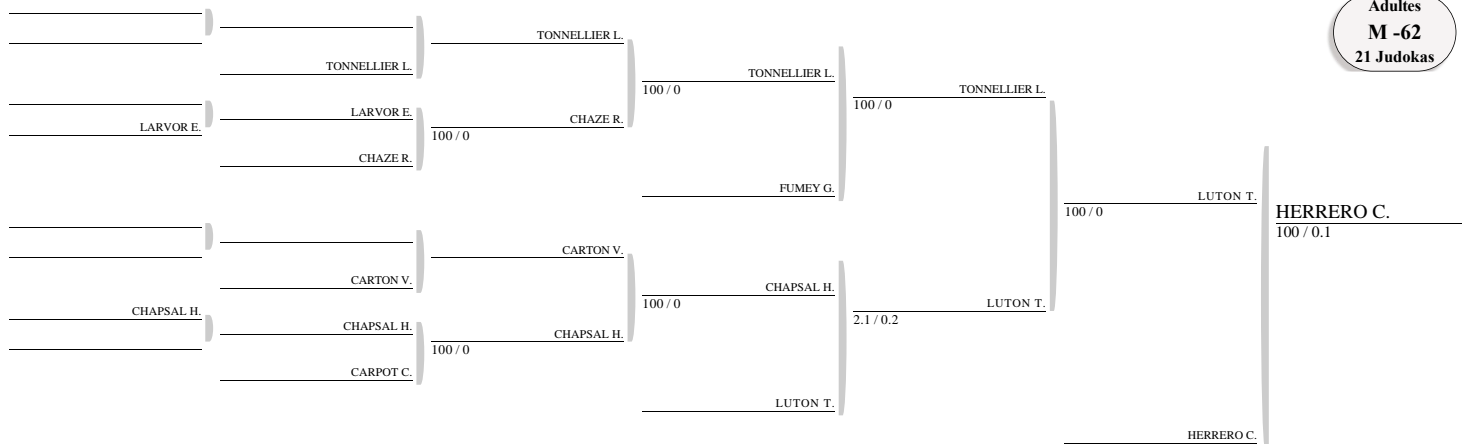 Adultes
M -62
21 Judokas
LARVOR E.
CHAPSAL H.
TONNELLIER L.
LARVOR E.
CHAZE R.
CARTON V.
CHAPSAL H.
CARPOT C.
TONNELLIER L.
CHAZE R.
100 / 0
CARTON V.
CHAPSAL H.
100 / 0
TONNELLIER L.
100 / 0
FUMEY G.
CHAPSAL H.
100 / 0
LUTON T.
TONNELLIER L.
100 / 0
LUTON T.
2.1 / 0.2
LUTON T.
100 / 0
HERRERO C.
HERRERO C.
100 / 0.1